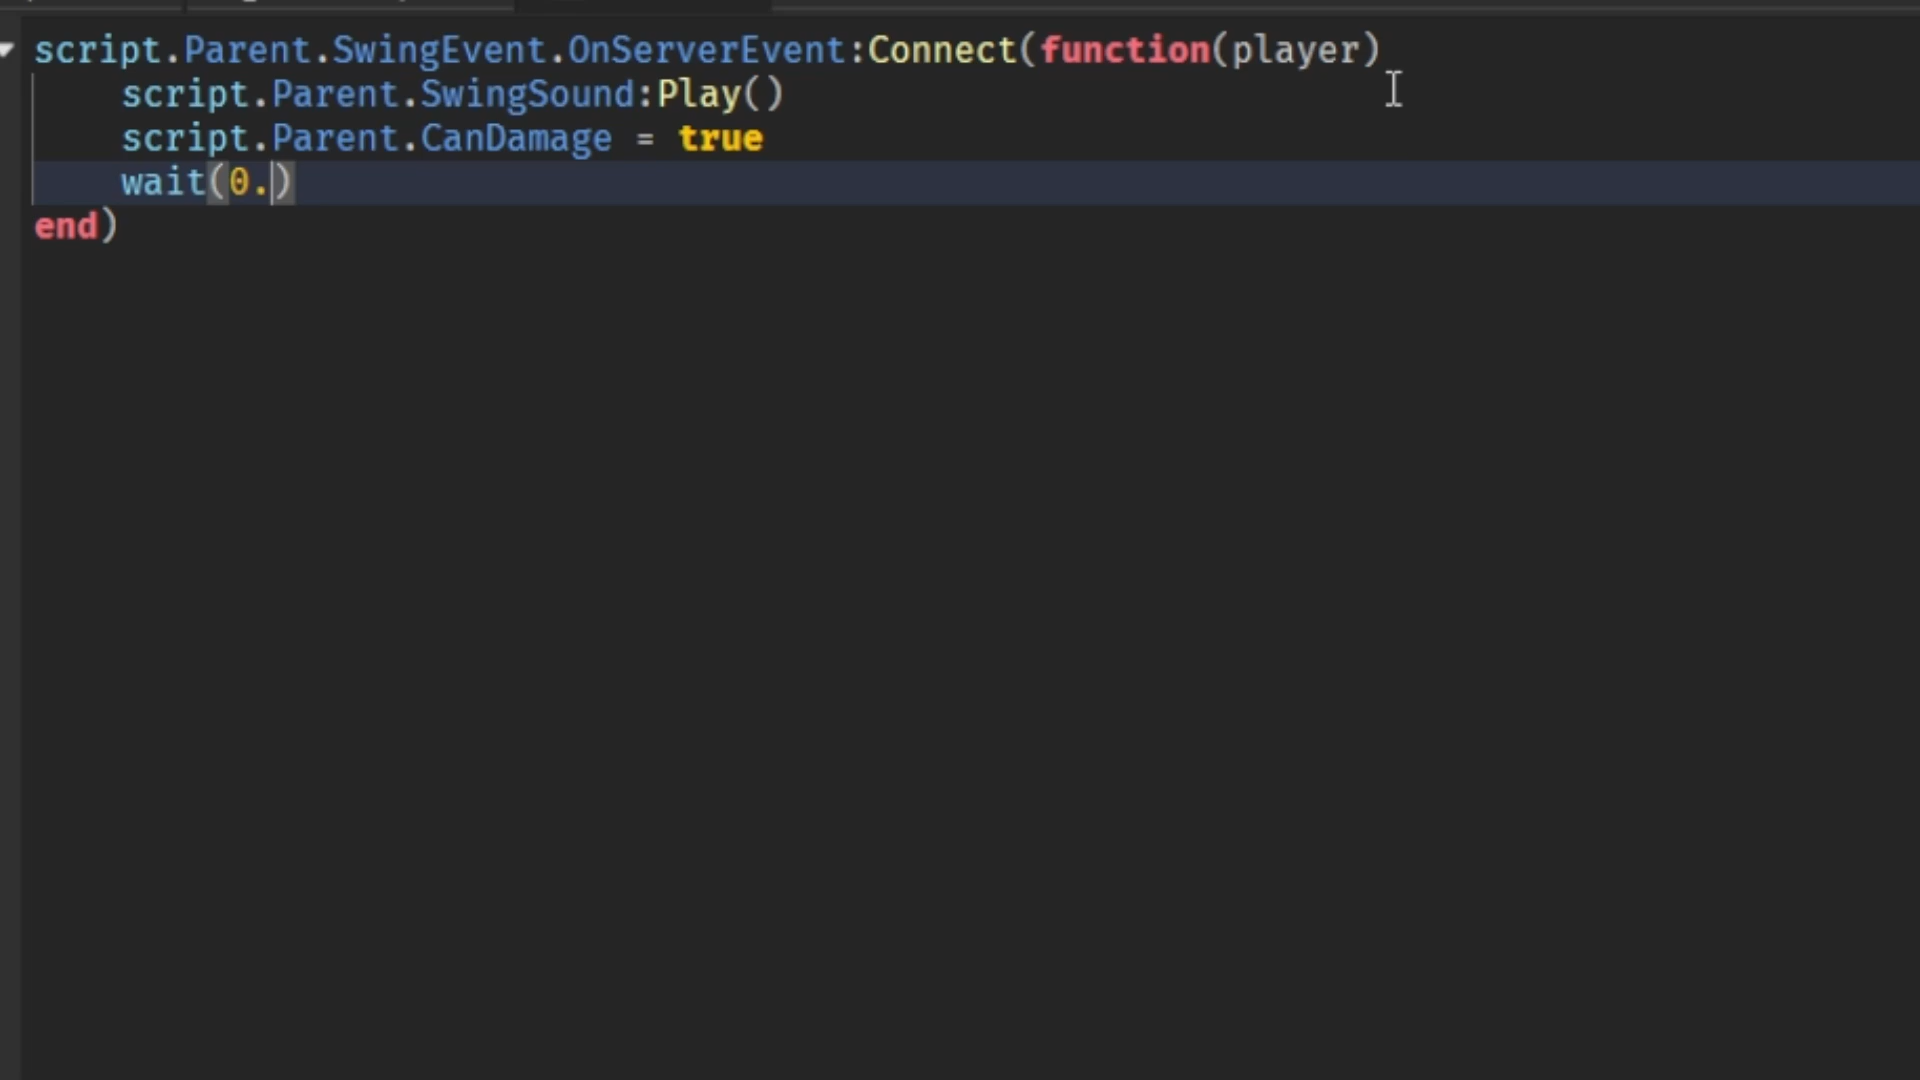 script.Parent.SwingEvent.OnServerEvent:Connect(function(player)
script.Parent.SwingSound:Play()
script.Parent.CanDamage = true
wait(0.)
end)